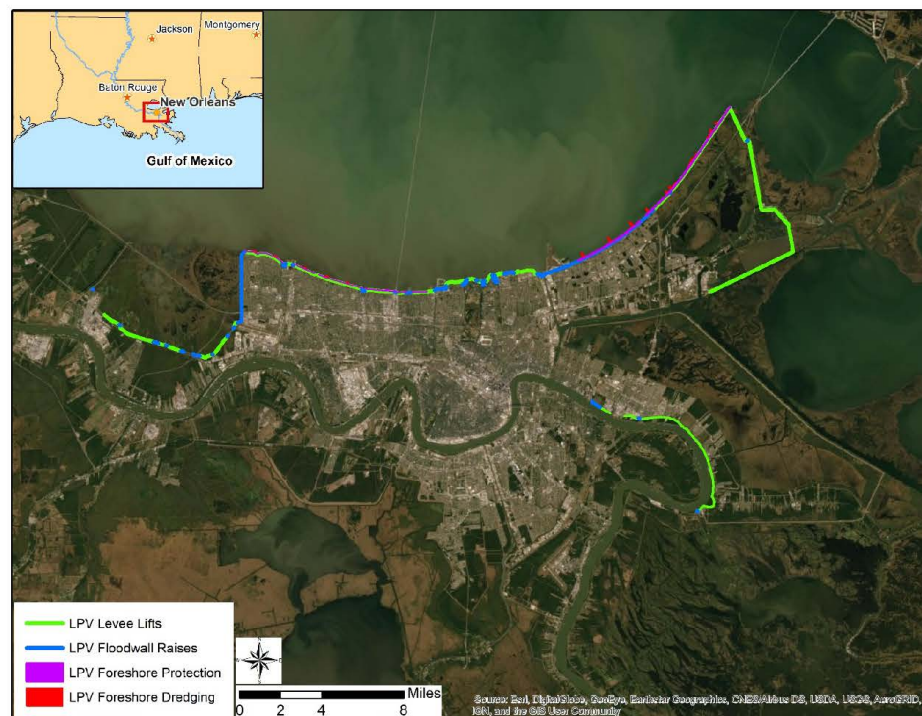 Jackson
Montgomery
Baton Rouge
New Orleans
Gulf of Mexico
LPV Levee Lifts
LPV Floodwall Raises
LPV Foreshore Protection
LPV Foreshore Dredging
Miles
0 2 4 8
Source: Esri, DigitalGlobe, GeoEye, Earthstar Geographics, CNES/Airbus DS, USDA, USGS, AeroGRID,
IGN, and the GIS User Community